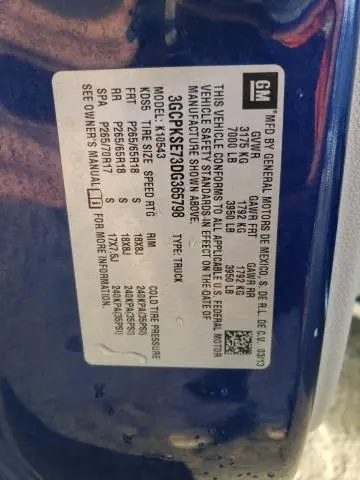 GM
MFD BY GENERAL MOTORS DE MEXICO, S. DE R.L. DE C.V. 03/13
GVWR GAWR FRT GAWR RR
3175 KG 1792 KG 1792 KG
7000 LB 3950 LB 3950 LB
THIS VEHICLE CONFORMS TO ALL APPLICABLE U.S. FEDERAL MOTOR
VEHICLE SAFETY STANDARDS IN EFFECT ON THE DATE OF
MANUFACTURE SHOWN ABOVE.
3GCPKSE73DG365798 TYPE: TRUCK
MODEL: K10543
KDS5 TIRE SIZE SPEED RTG RIM COLD TIRE PRESSURE
FRT P265/65R18 S 18X8J 240KPA(35PSI)
RR P265/65R18 S 18X8J 240KPA(35PSI)
SPA P265/70R17 S 17X7.5J 240KPA(35PSI)
SEE OWNER'S MANUAL FOR MORE INFORMATION.